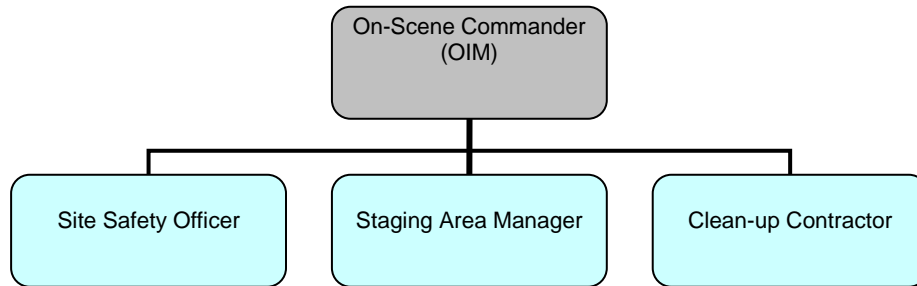 On-Scene Commander
(OIM)
Site Safety Officer
Staging Area Manager
Clean-up Contractor